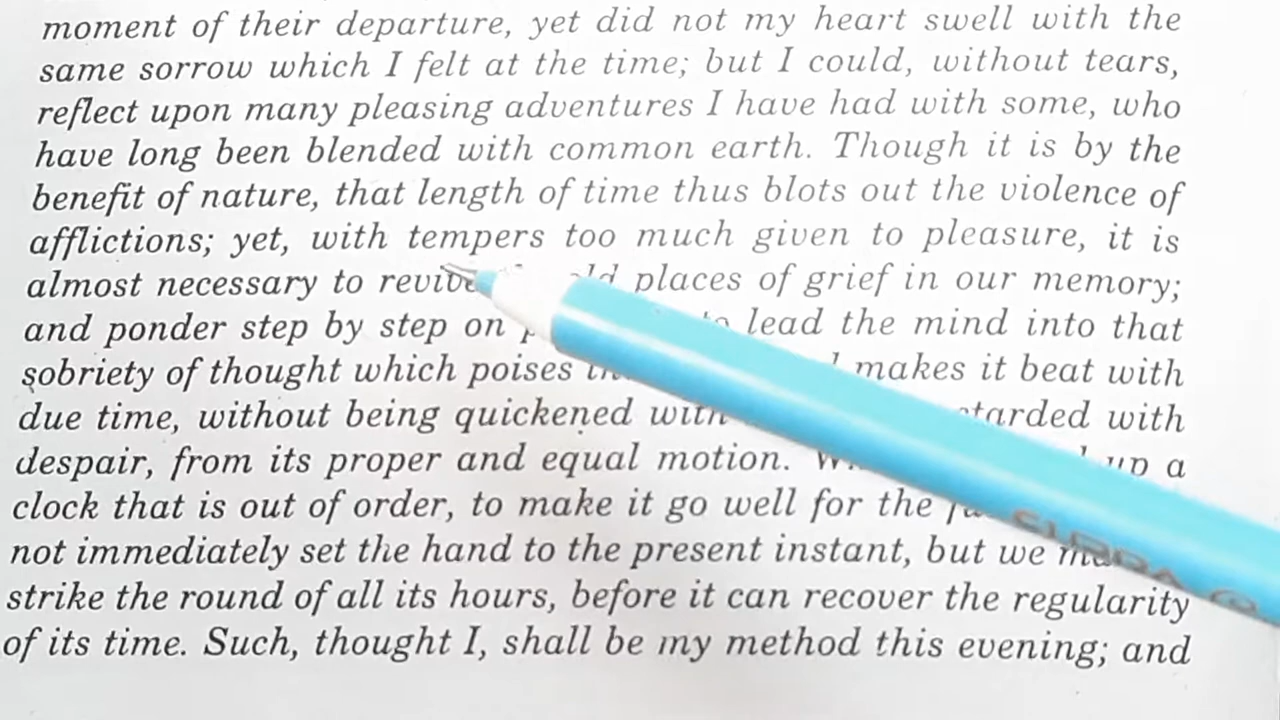 moment of their departure, yet did not my heart swell with the
same sorrow which I felt at the time; but I could, without tears,
reflect upon many pleasing adventures I have had with some, who
have long been blended with common earth. Though it is by the
benefit of nature, that length of time thus blots out the violence of
afflictions; yet, with tempers too much given to pleasure, it is
almost necessary to revive places of grief in our memory;
and ponder step by step on lead the mind into that
sobriety of thought which poises makes it beat with
due time, without being quickened with with
despair, from its proper and equal motion. up a
clock that is out of order, to make it go well for the
not immediately set the hand to the present instant, but we
strike the round of all its hours, before it can recover the regularity
of its time. Such, thought I, shall be my method this evening; and